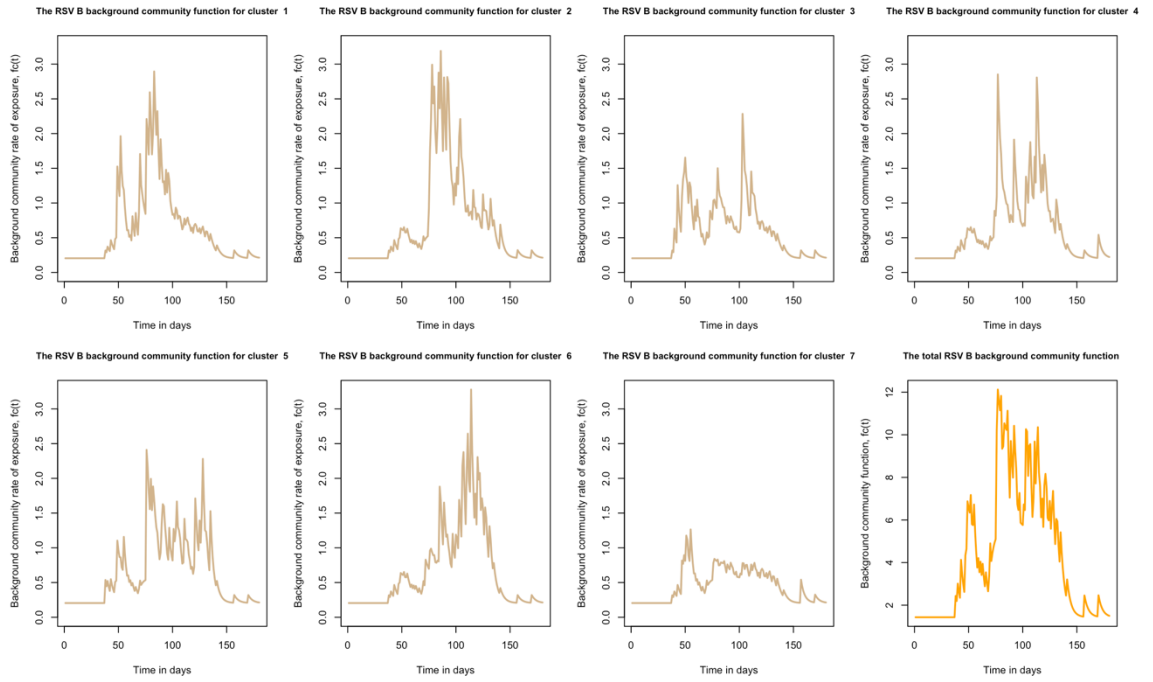 The RSV B background community function for cluster 1
Background community rate of exposure, fc(t)
0.0 0.5 1.0 1.5 2.0 2.5 3.0
0 50 100 150
Time in days
The RSV B background community function for cluster 2
Background community rate of exposure, fc(t)
0.0 0.5 1.0 1.5 2.0 2.5 3.0
0 50 100 150
Time in days
The RSV B background community function for cluster 3
Background community rate of exposure, fc(t)
0.0 0.5 1.0 1.5 2.0 2.5 3.0
0 50 100 150
Time in days
The RSV B background community function for cluster 4
Background community rate of exposure, fc(t)
0.0 0.5 1.0 1.5 2.0 2.5 3.0
0 50 100 150
Time in days
The RSV B background community function for cluster 5
Background community rate of exposure, fc(t)
0.0 0.5 1.0 1.5 2.0 2.5 3.0
0 50 100 150
Time in days
The RSV B background community function for cluster 6
Background community rate of exposure, fc(t)
0.0 0.5 1.0 1.5 2.0 2.5 3.0
0 50 100 150
Time in days
The RSV B background community function for cluster 7
Background community rate of exposure, fc(t)
0.0 0.5 1.0 1.5 2.0 2.5 3.0
0 50 100 150
Time in days
The total RSV B background community function
Background community function, fc(t)
2 4 6 8 10 12
0 50 100 150
Time in days